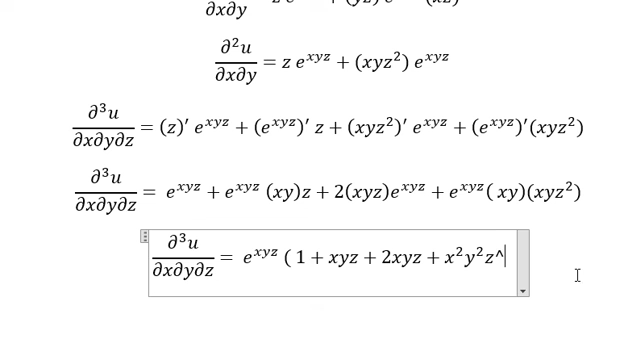 ∂x∂y
∂²u/∂x∂y = z e^xyz + (xyz²) e^xyz
∂³u/∂x∂y∂z = (z)′ e^xyz + (e^xyz)′ z + (xyz²)′ e^xyz + (e^xyz)′(xyz²)
∂³u/∂x∂y∂z = e^xyz + e^xyz (xy)z + 2(xyz)e^xyz + e^xyz( xy)(xyz²)
∂³u/∂x∂y∂z = e^xyz ( 1 + xyz + 2xyz + x²y²z^